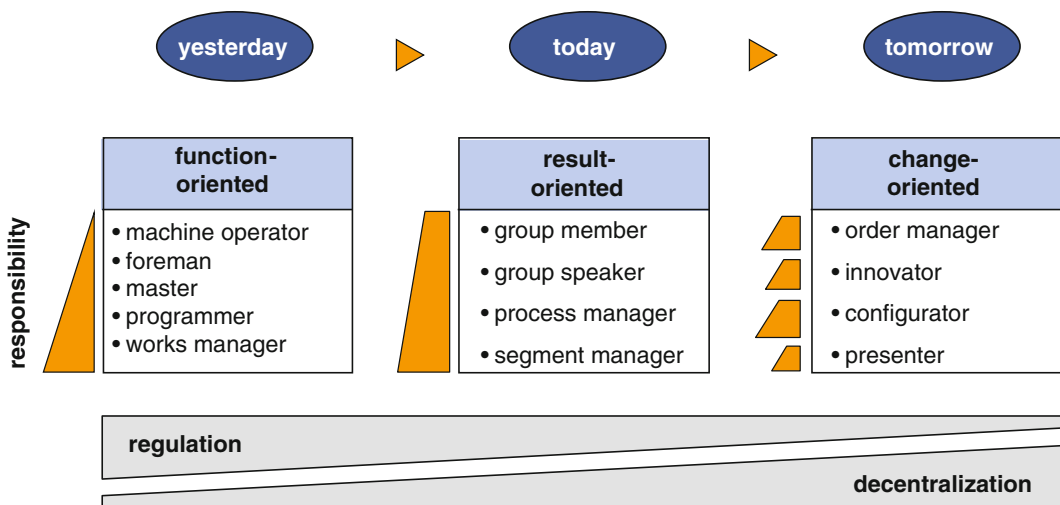 yesterday
today
tomorrow
function-
oriented
result-
oriented
change-
oriented
responsibility
• machine operator
• foreman
• master
• programmer
• works manager
• group member
• group speaker
• process manager
• segment manager
• order manager
• innovator
• configurator
• presenter
regulation
decentralization